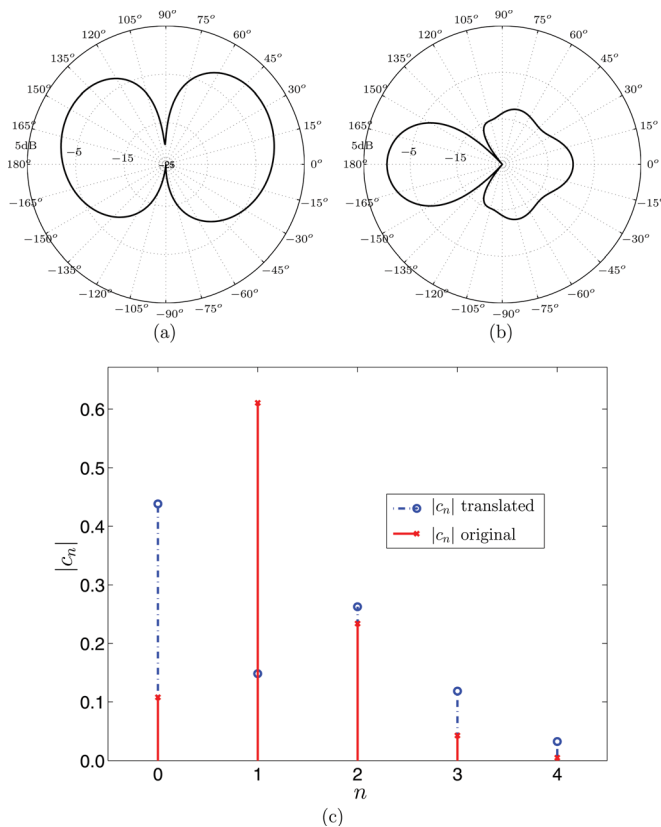 90° 90°
105° 75° 105° 75°
120° 60° 120° 60°
135° 45° 135° 45°
150° 30° 150° 30°
165° 15° 165° 15°
5dB −5 −15 5dB −5 −15
180° −25 0° 180° 0°
−165° −15° −165° −15°
−150° −30° −150° −30°
−135° −45° −135° −45°
−120° −60° −120° −60°
−105° −75° −105° −75°
−90° −90°
(a) (b)
0.6
0.5
|cₙ| translated
0.4
|cₙ| original
|cₙ|
0.3
0.2
0.1
0.0
0 1 2 3 4
n
(c)